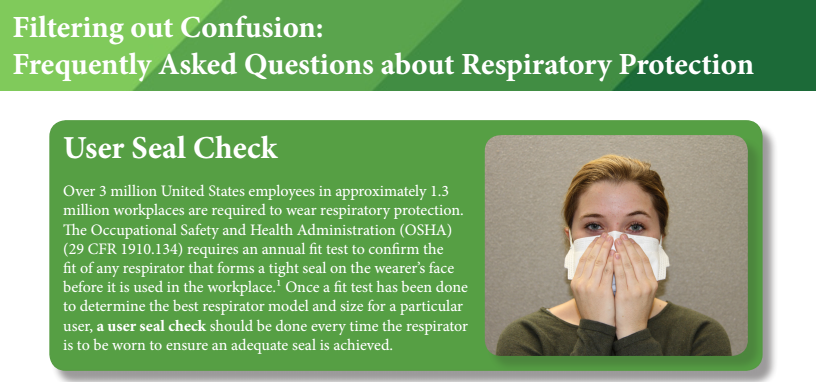 Filtering out Confusion:
Frequently Asked Questions about Respiratory Protection
User Seal Check
Over 3 million United States employees in approximately 1.3
million workplaces are required to wear respiratory protection.
The Occupational Safety and Health Administration (OSHA)
(29 CFR 1910.134) requires an annual fit test to confirm the
fit of any respirator that forms a tight seal on the wearer's face
before it is used in the workplace.¹ Once a fit test has been done
to determine the best respirator model and size for a particular
user, a user seal check should be done every time the respirator
is to be worn to ensure an adequate seal is achieved.